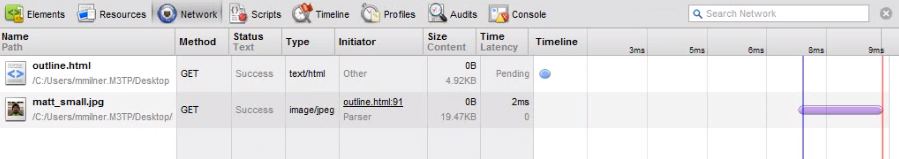 Elements Resources Network Scripts Timeline Profiles Audits Console Search Network
Name Method Status Type Initiator Size Time Timeline
Path Text Content Latency 3ms 5ms 6ms 8ms 9ms
outline.html GET Success text/html Other 0B Pending
/C:/Users/mmilner.M3TP/Desktop 4.92KB
matt_small.jpg GET Success image/jpeg outline.html:91 0B 2ms
/C:/Users/mmilner.M3TP/Desktop/ Parser 19.47KB 0